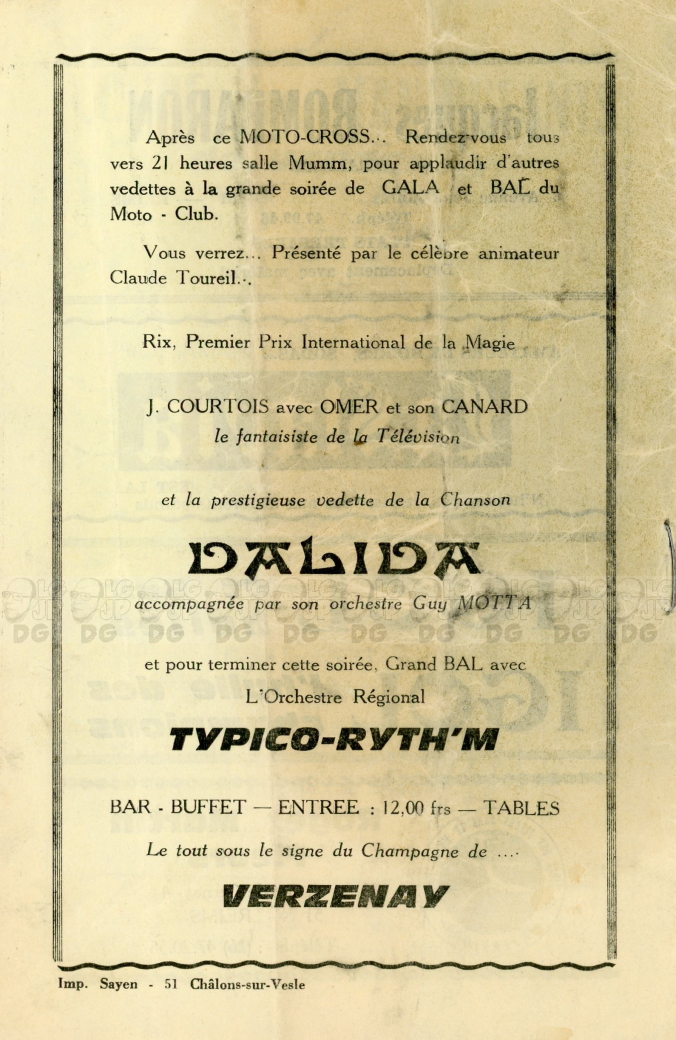 Après ce MOTO-CROSS... Rendez-vous tous
vers 21 heures salle Mumm, pour applaudir d'autres
vedettes à la grande soirée de GALA et BAL du
Moto - Club.
Vous verrez... Présenté par le célèbre animateur
Claude Toureil...
Rix, Premier Prix International de la Magie
J. COURTOIS avec OMER et son CANARD
le fantaisiste de la Télévision
et la prestigieuse vedette de la Chanson
DALIDA
accompagnée par son orchestre Guy MOTTA
et pour terminer cette soirée, Grand BAL avec
L'Orchestre Régional
TYPICO-RYTH'M
BAR - BUFFET — ENTREE : 12,00 frs — TABLES
Le tout sous le signe du Champagne de ....
VERZENAY
Imp. Sayen - 51 Châlons-sur-Vesle